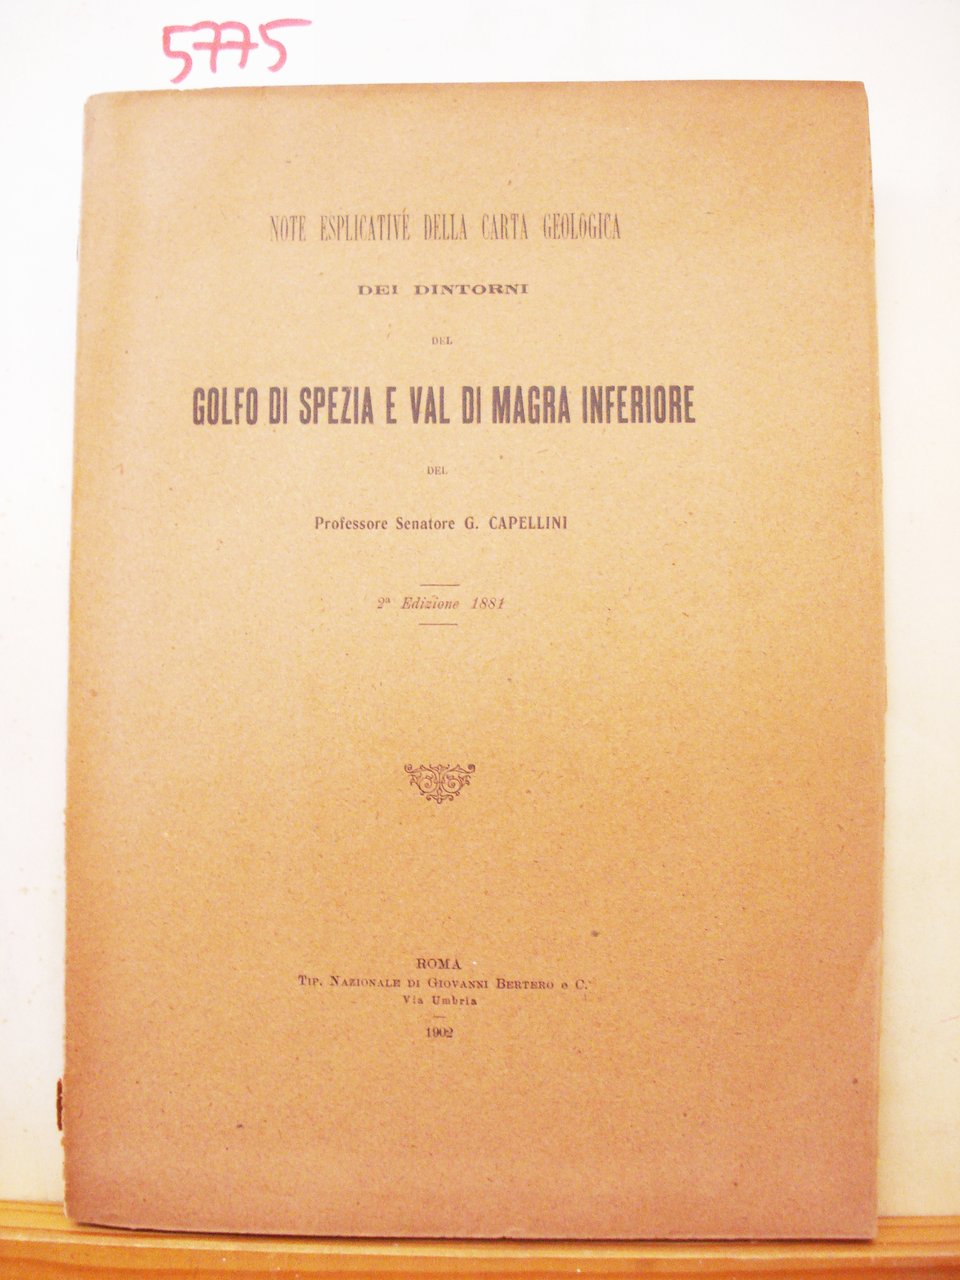 5775
NOTE ESPLICATIVE DELLA CARTA GEOLOGICA
DEI DINTORNI
DEL
GOLFO DI SPEZIA E VAL DI MAGRA INFERIORE
DEL
Professore Senatore G. CAPELLINI
2ª Edizione 1881
ROMA
TIP. NAZIONALE DI GIOVANNI BERTERO e C.
Via Umbria
1902